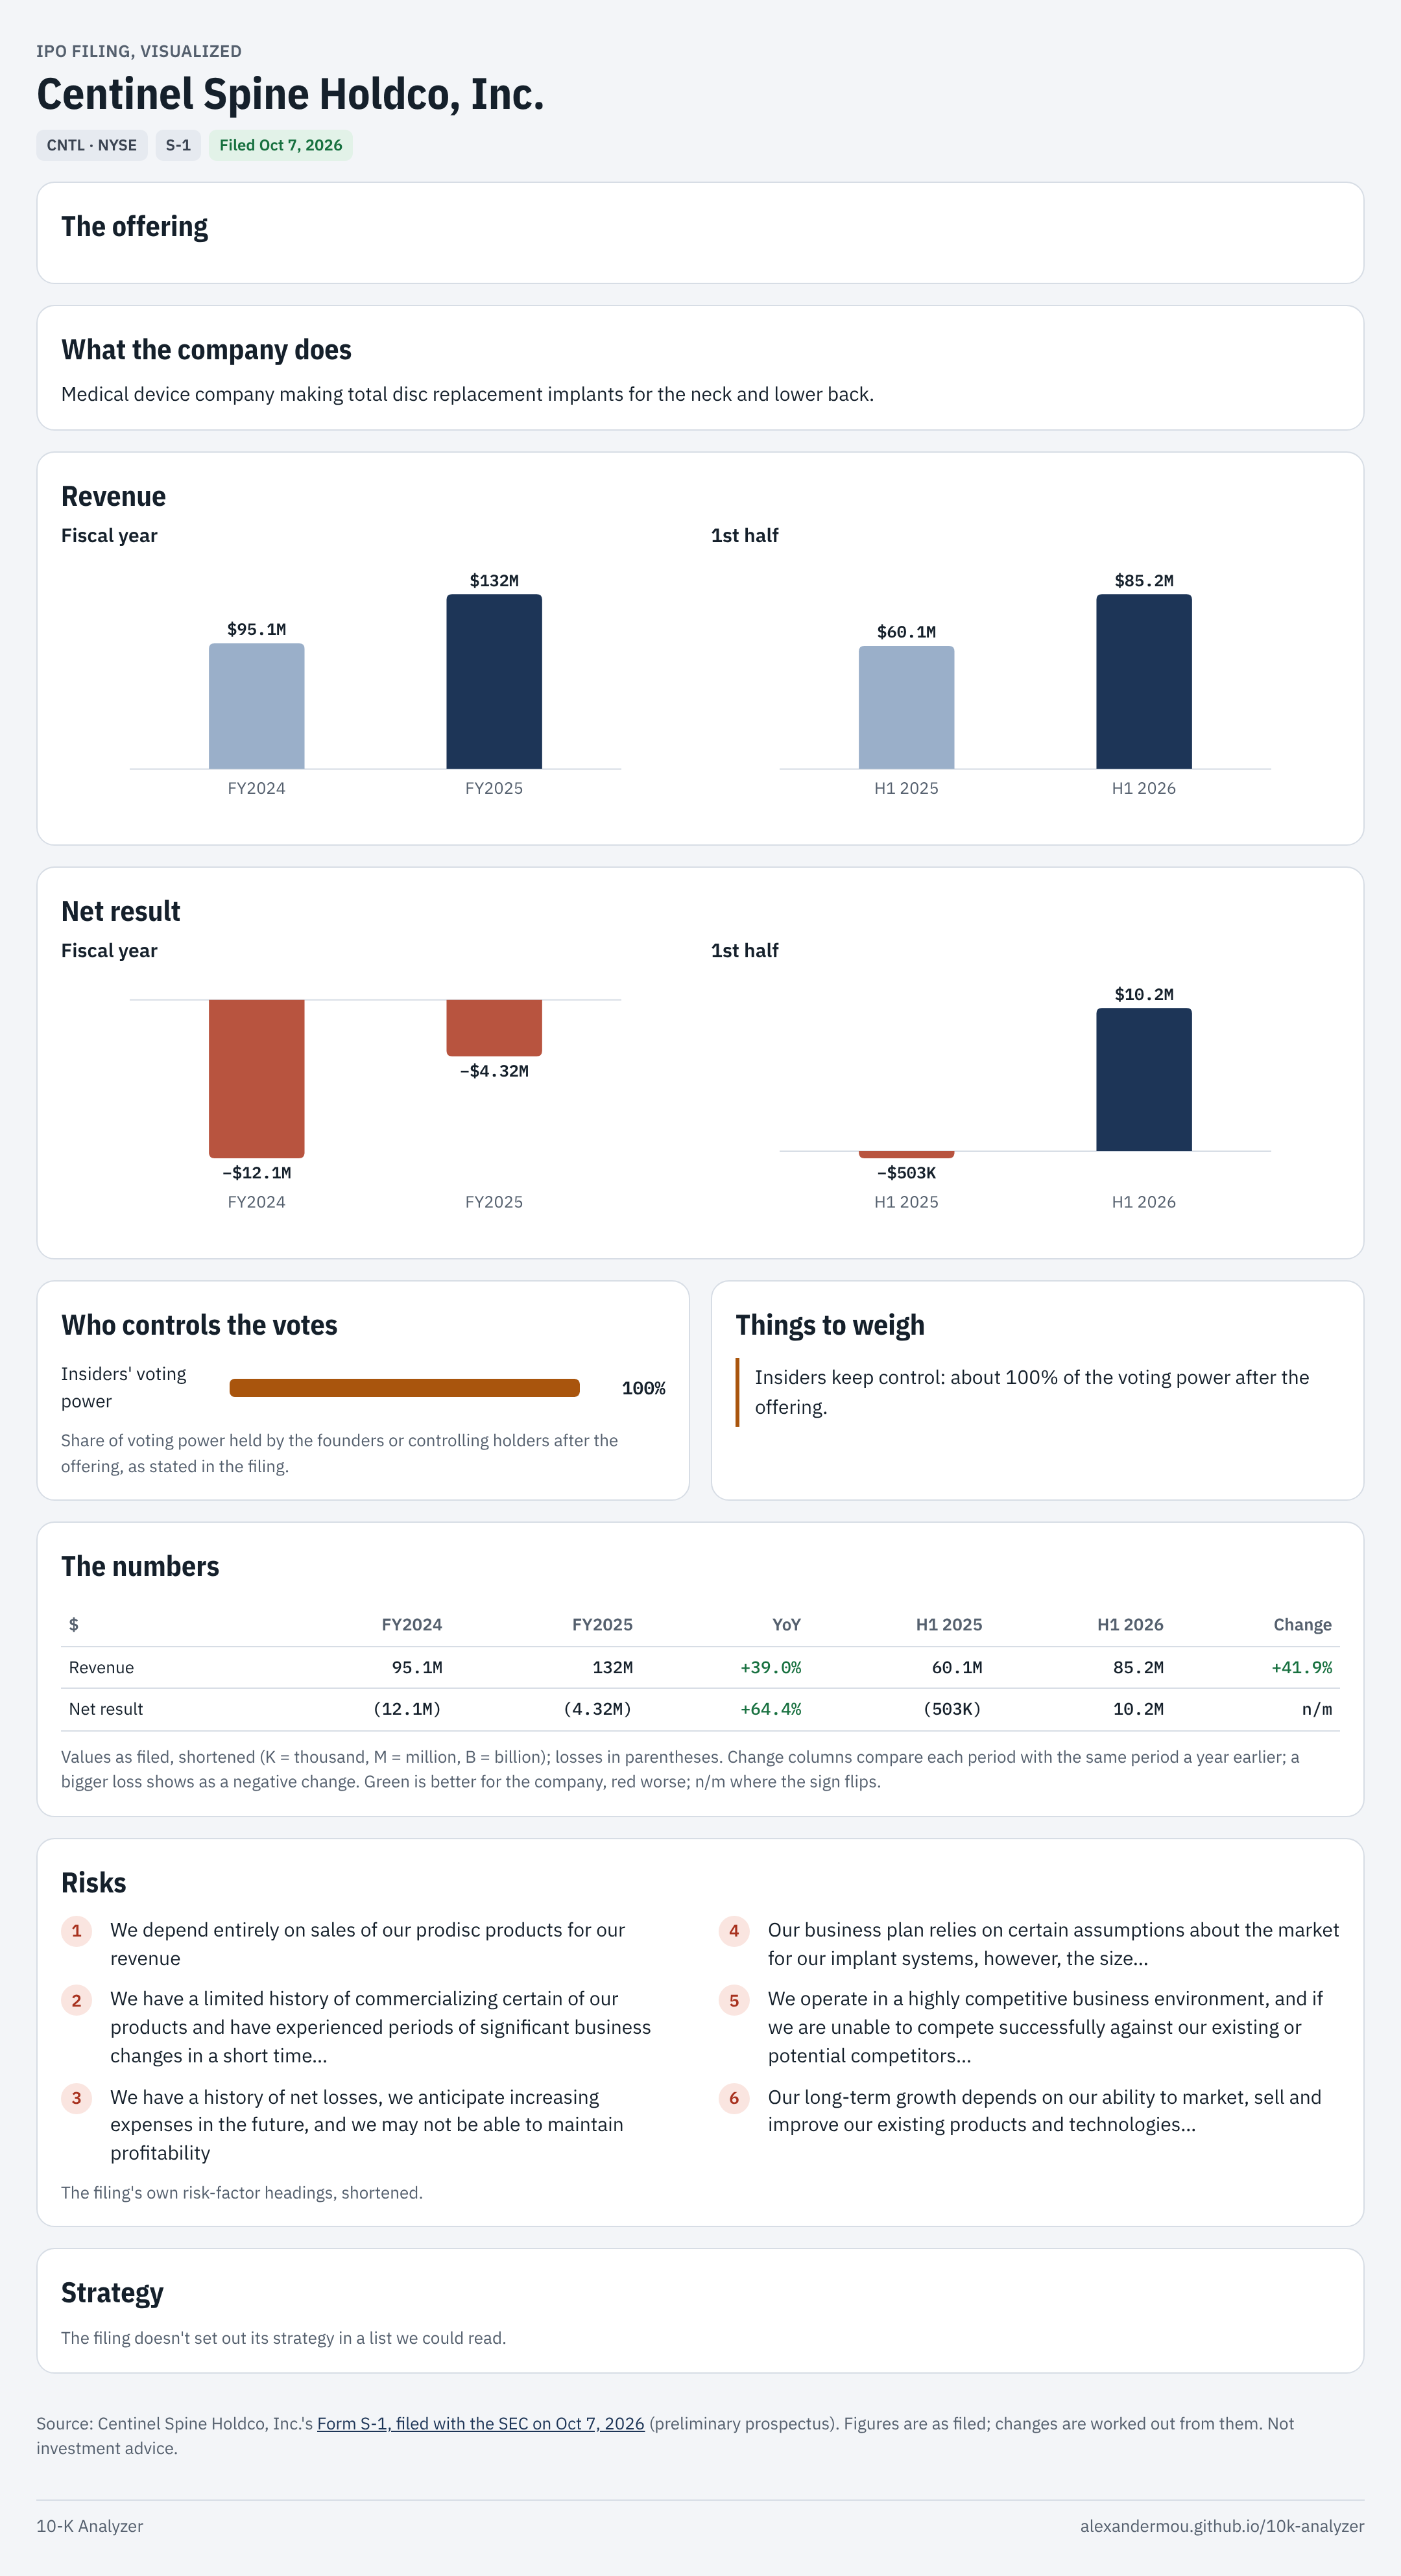 IPO FILING, VISUALIZED
Centinel Spine Holdco, Inc.
CNTL · NYSE
S-1
Filed Oct 7, 2026
The offering
What the company does
Medical device company making total disc replacement implants for the neck and lower back.
Revenue
Fiscal year
$95.1M
$132M
FY2024
FY2025
1st half
$60.1M
$85.2M
H1 2025
H1 2026
Net result
Fiscal year
−$12.1M
−$4.32M
FY2024
FY2025
1st half
$10.2M
−$503K
H1 2025
H1 2026
Who controls the votes
Insiders' voting
power
100%
Share of voting power held by the founders or controlling holders after the
offering, as stated in the filing.
Things to weigh
Insiders keep control: about 100% of the voting power after the
offering.
The numbers
$ FY2024 FY2025 YoY H1 2025 H1 2026 Change
Revenue 95.1M 132M +39.0% 60.1M 85.2M +41.9%
Net result (12.1M) (4.32M) +64.4% (503K) 10.2M n/m
Values as filed, shortened (K = thousand, M = million, B = billion); losses in parentheses. Change columns compare each period with the same period a year earlier; a
bigger loss shows as a negative change. Green is better for the company, red worse; n/m where the sign flips.
Risks
1 We depend entirely on sales of our prodisc products for our
revenue
2 We have a limited history of commercializing certain of our
products and have experienced periods of significant business
changes in a short time…
3 We have a history of net losses, we anticipate increasing
expenses in the future, and we may not be able to maintain
profitability
4 Our business plan relies on certain assumptions about the market
for our implant systems, however, the size…
5 We operate in a highly competitive business environment, and if
we are unable to compete successfully against our existing or
potential competitors…
6 Our long-term growth depends on our ability to market, sell and
improve our existing products and technologies…
The filing's own risk-factor headings, shortened.
Strategy
The filing doesn't set out its strategy in a list we could read.
Source: Centinel Spine Holdco, Inc.'s Form S-1, filed with the SEC on Oct 7, 2026 (preliminary prospectus). Figures are as filed; changes are worked out from them. Not
investment advice.
10-K Analyzer
alexandermou.github.io/10k-analyzer